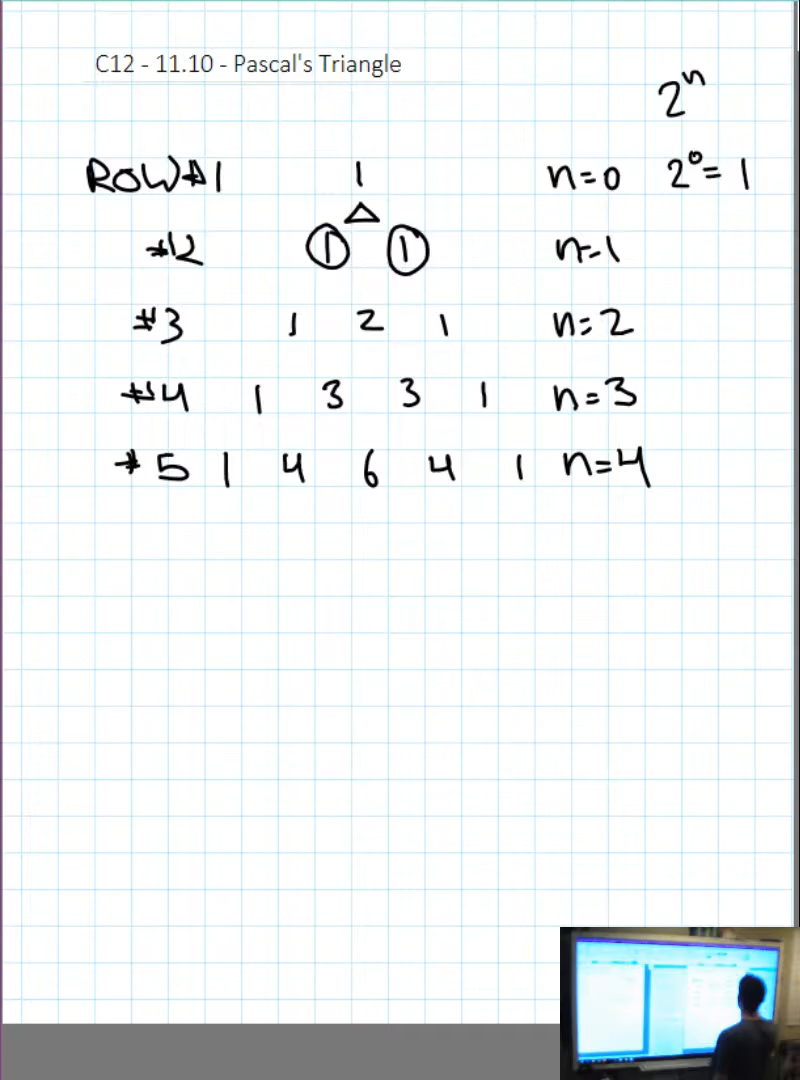 C12 - 11.10 - Pascal's Triangle
2ⁿ
ROW#1 1 n=0 2⁰= 1
#2 1 1 n=1
#3 1 2 1 n=2
#4 1 3 3 1 n=3
#5 1 4 6 4 1 n=4